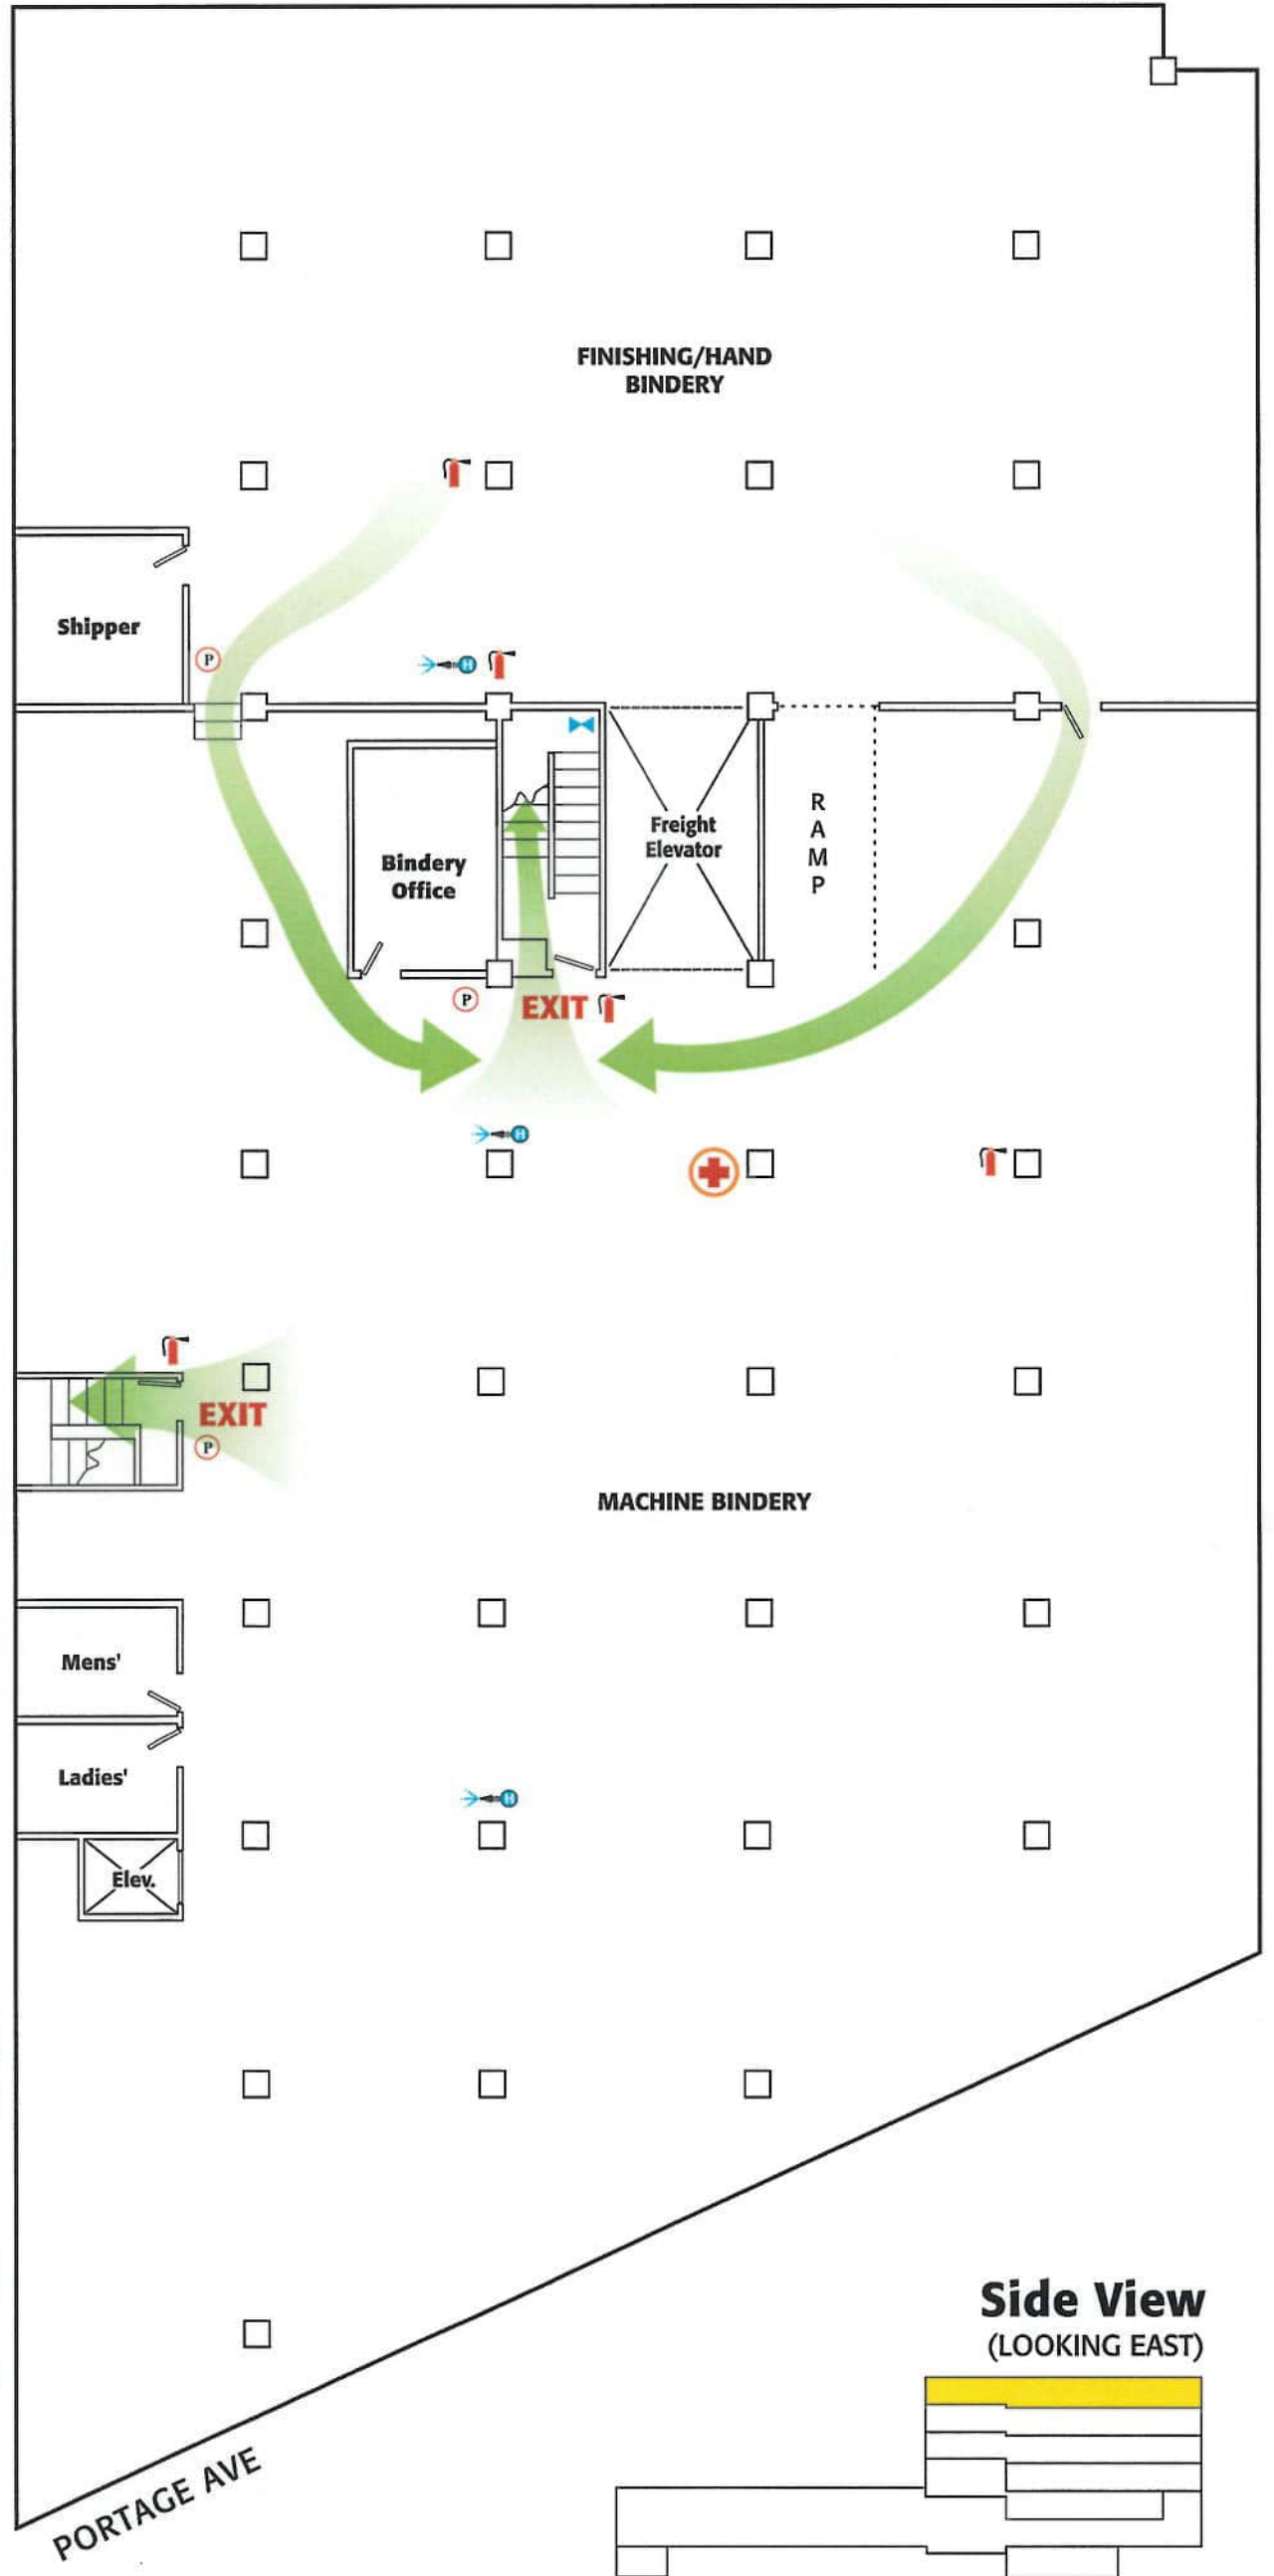 FINISHING/HAND
BINDERY
Shipper
P
H
Freight
Elevator
R
A
M
P
Bindery
Office
P
EXIT
H
EXIT
P
MACHINE BINDERY
Mens'
Ladies'
H
Elev.
Side View
(LOOKING EAST)
PORTAGE AVE